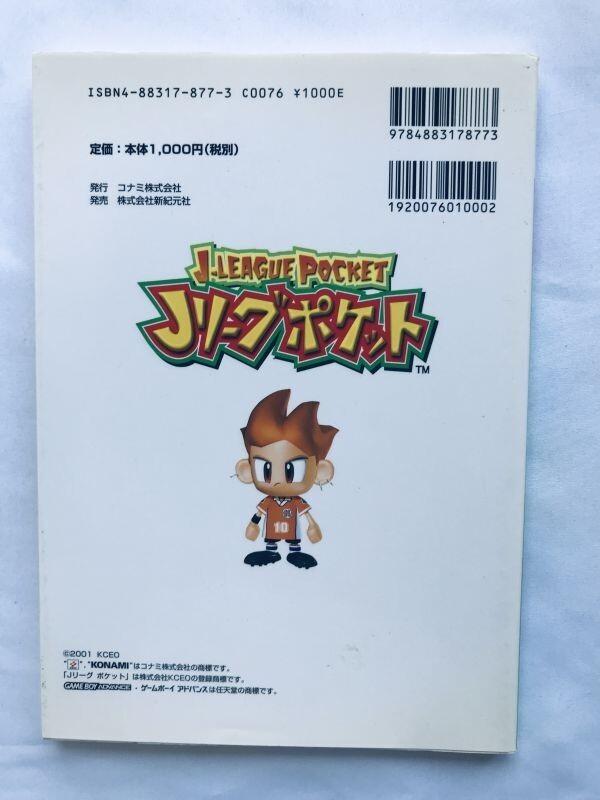 ISBN4-88317-877-3 C0076 ¥1000E
9784883178773
定価：本体1,000円(税別)
発行 コナミ株式会社
発売 株式会社新紀元社
1920076010002
J-LEAGUE POCKET
Jリーグポケット
TM
10
©2001 KCEO
" ", "KONAMI"はコナミ株式会社の商標です。
「Jリーグ ポケット」は株式会社KCEOの登録商標です。
GAME BOY ADVANCE ・ゲームボーイ アドバンスは任天堂の商標です。